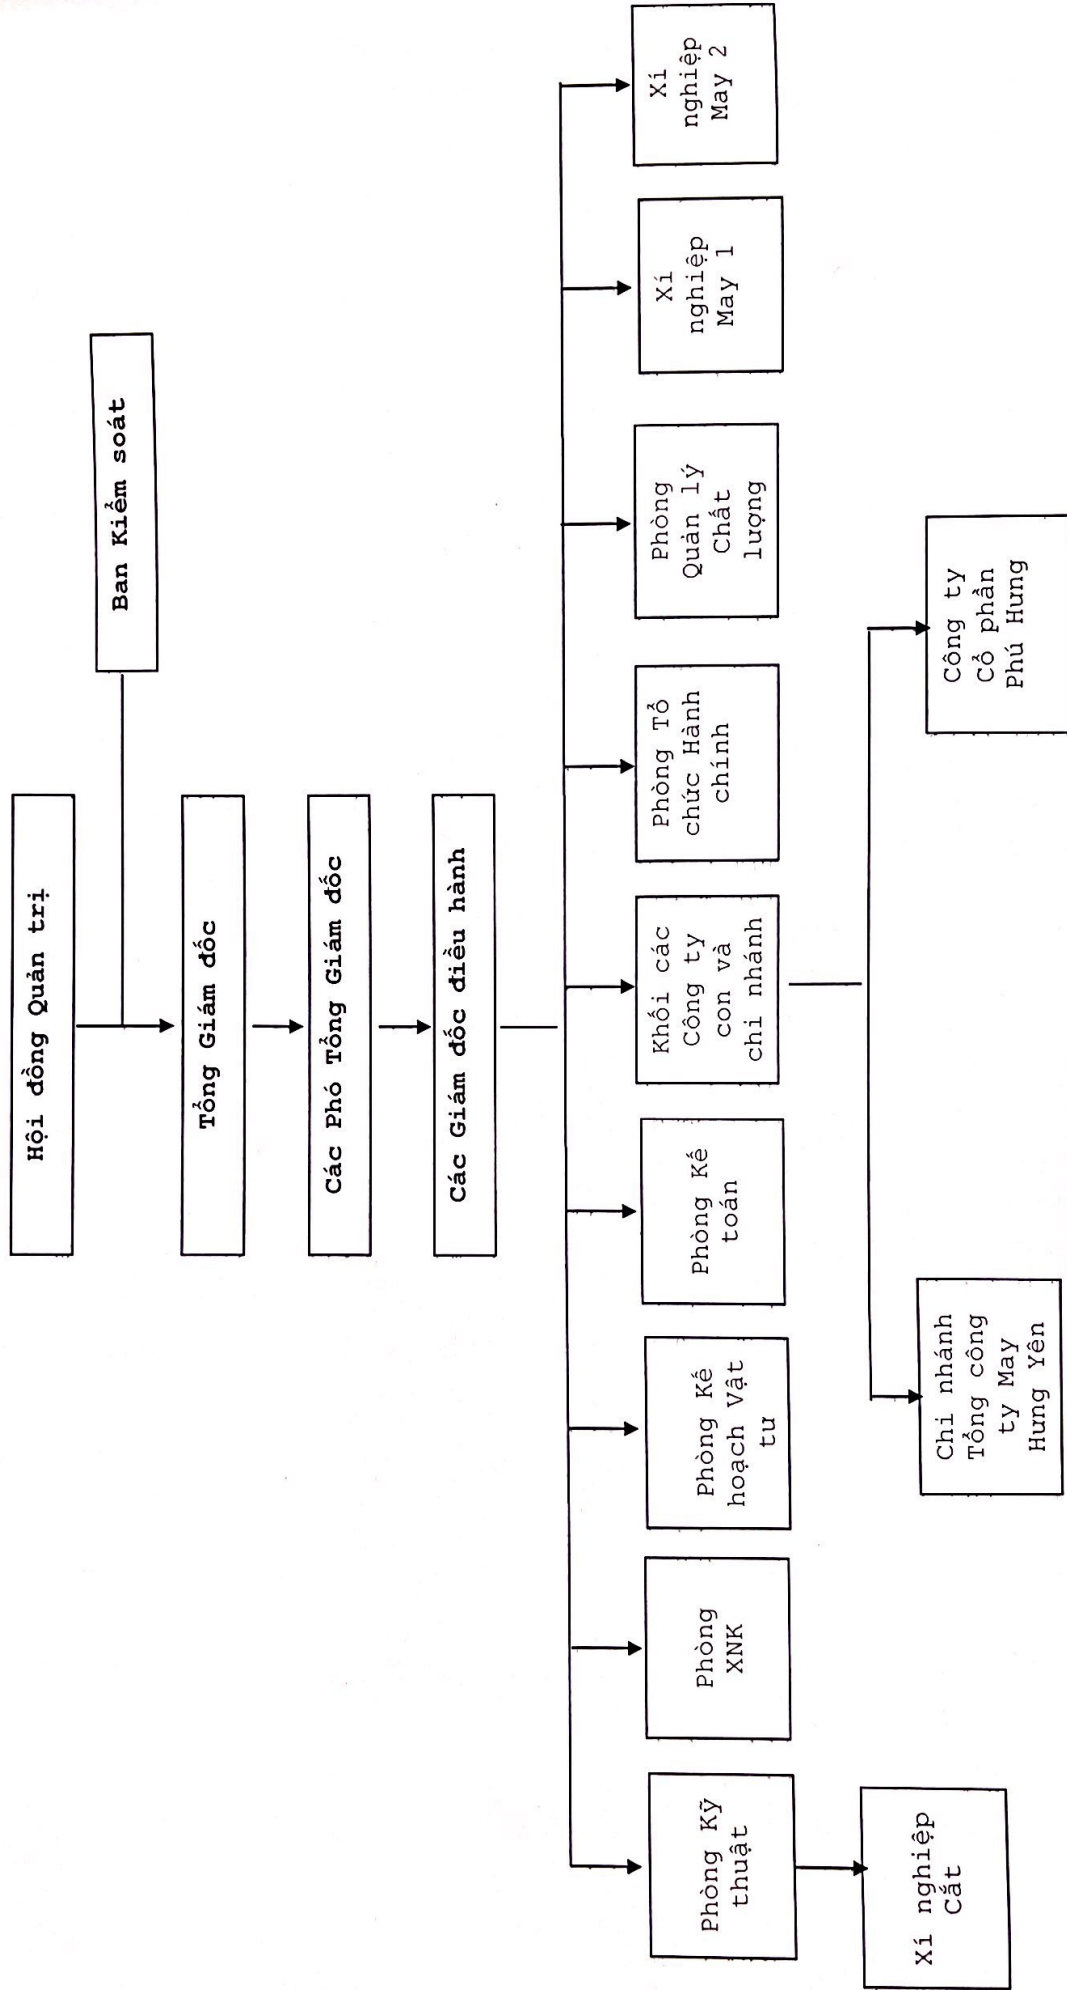 Hội đồng Quản trị
Ban Kiểm soát
Tổng Giám đốc
Các Phó Tổng Giám đốc
Các Giám đốc điều hành
Phòng Kỹ
thuật
Phòng
XNK
Phòng Kế
hoạch Vật
tư
Phòng Kế
toán
Khối các
Công ty
con và
chi nhánh
Phòng Tổ
chức Hành
chính
Phòng
Quản lý
Chất
lượng
Xí
nghiệp
May 1
Xí
nghiệp
May 2
Xí nghiệp
Cắt
Chi nhánh
Tổng công
ty May
Hưng Yên
Công ty
Cổ phần
Phú Hưng